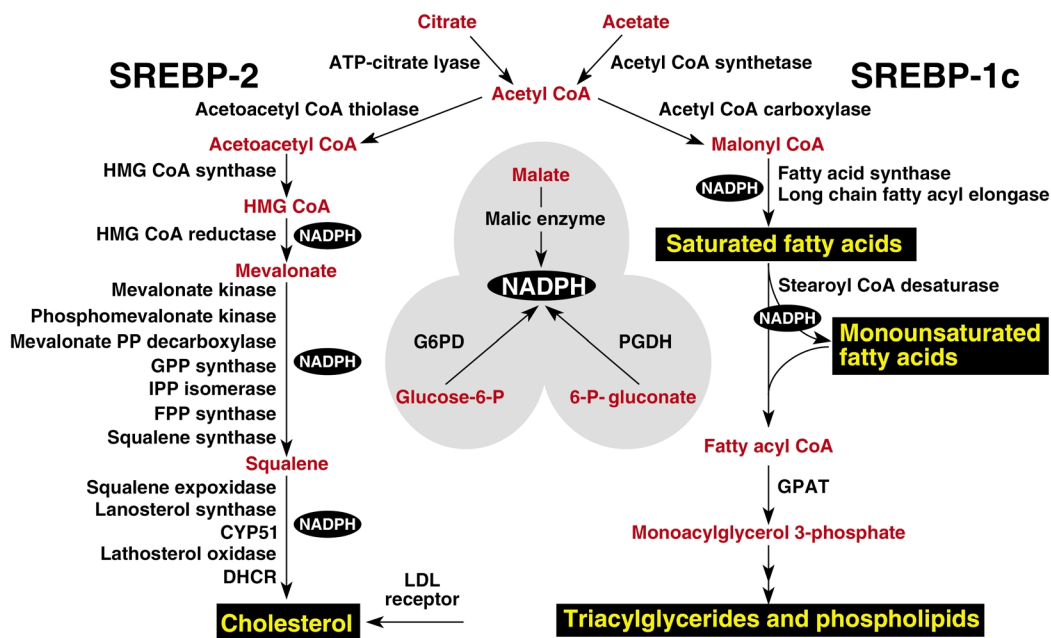 Citrate
Acetate
SREBP-2
ATP-citrate lyase
Acetyl CoA synthetase
SREBP-1c
Acetyl CoA
Acetoacetyl CoA thiolase
Acetyl CoA carboxylase
Acetoacetyl CoA
Malonyl CoA
HMG CoA synthase
HMG CoA
HMG CoA reductase
NADPH
Mevalonate
Mevalonate kinase
Phosphomevalonate kinase
Mevalonate PP decarboxylase
GPP synthase
NADPH
IPP isomerase
FPP synthase
Squalene synthase
Squalene
Squalene expoxidase
Lanosterol synthase
NADPH
CYP51
Lathosterol oxidase
DHCR
Cholesterol
LDL
receptor
Malate
Malic enzyme
NADPH
G6PD
PGDH
Glucose-6-P
6-P- gluconate
NADPH
Fatty acid synthase
Long chain fatty acyl elongase
Saturated fatty acids
Stearoyl CoA desaturase
NADPH
Monounsaturated
fatty acids
Fatty acyl CoA
GPAT
Monoacylglycerol 3-phosphate
Triacylglycerides and phospholipids